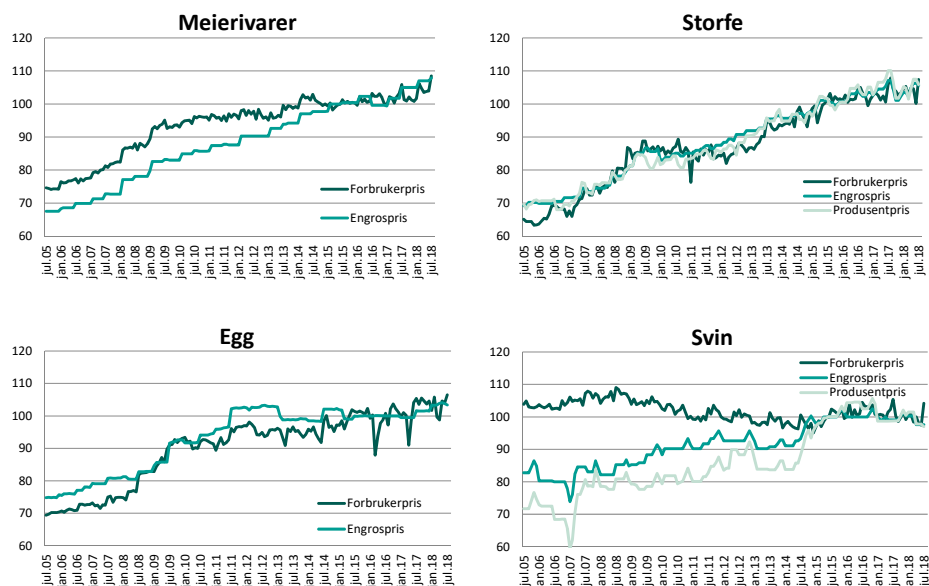 Meierivarer
120
110
100
90
80
70
60
Forbrukerpris
Engrospris
jul.05
jan.06
jul.06
jan.07
jul.07
jan.08
jul.08
jan.09
jul.09
jan.10
jul.10
jan.11
jul.11
jan.12
jul.12
jan.13
jul.13
jan.14
jul.14
jan.15
jul.15
jan.16
jul.16
jan.17
jul.17
jan.18
jul.18
Storfe
120
110
100
90
80
70
60
Forbrukerpris
Engrospris
Produsentpris
jul.05
jan.06
jul.06
jan.07
jul.07
jan.08
jul.08
jan.09
jul.09
jan.10
jul.10
jan.11
jul.11
jan.12
jul.12
jan.13
jul.13
jan.14
jul.14
jan.15
jul.15
jan.16
jul.16
jan.17
jul.17
jan.18
jul.18
Egg
120
110
100
90
80
70
60
Forbrukerpris
Engrospris
jul.05
jan.06
jul.06
jan.07
jul.07
jan.08
jul.08
jan.09
jul.09
jan.10
jul.10
jan.11
jul.11
jan.12
jul.12
jan.13
jul.13
jan.14
jul.14
jan.15
jul.15
jan.16
jul.16
jan.17
jul.17
jan.18
jul.18
Svin
120
110
100
90
80
70
60
Forbrukerpris
Engrospris
Produsentpris
jul.05
jan.06
jul.06
jan.07
jul.07
jan.08
jul.08
jan.09
jul.09
jan.10
jul.10
jan.11
jul.11
jan.12
jul.12
jan.13
jul.13
jan.14
jul.14
jan.15
jul.15
jan.16
jul.16
jan.17
jul.17
jan.18
jul.18